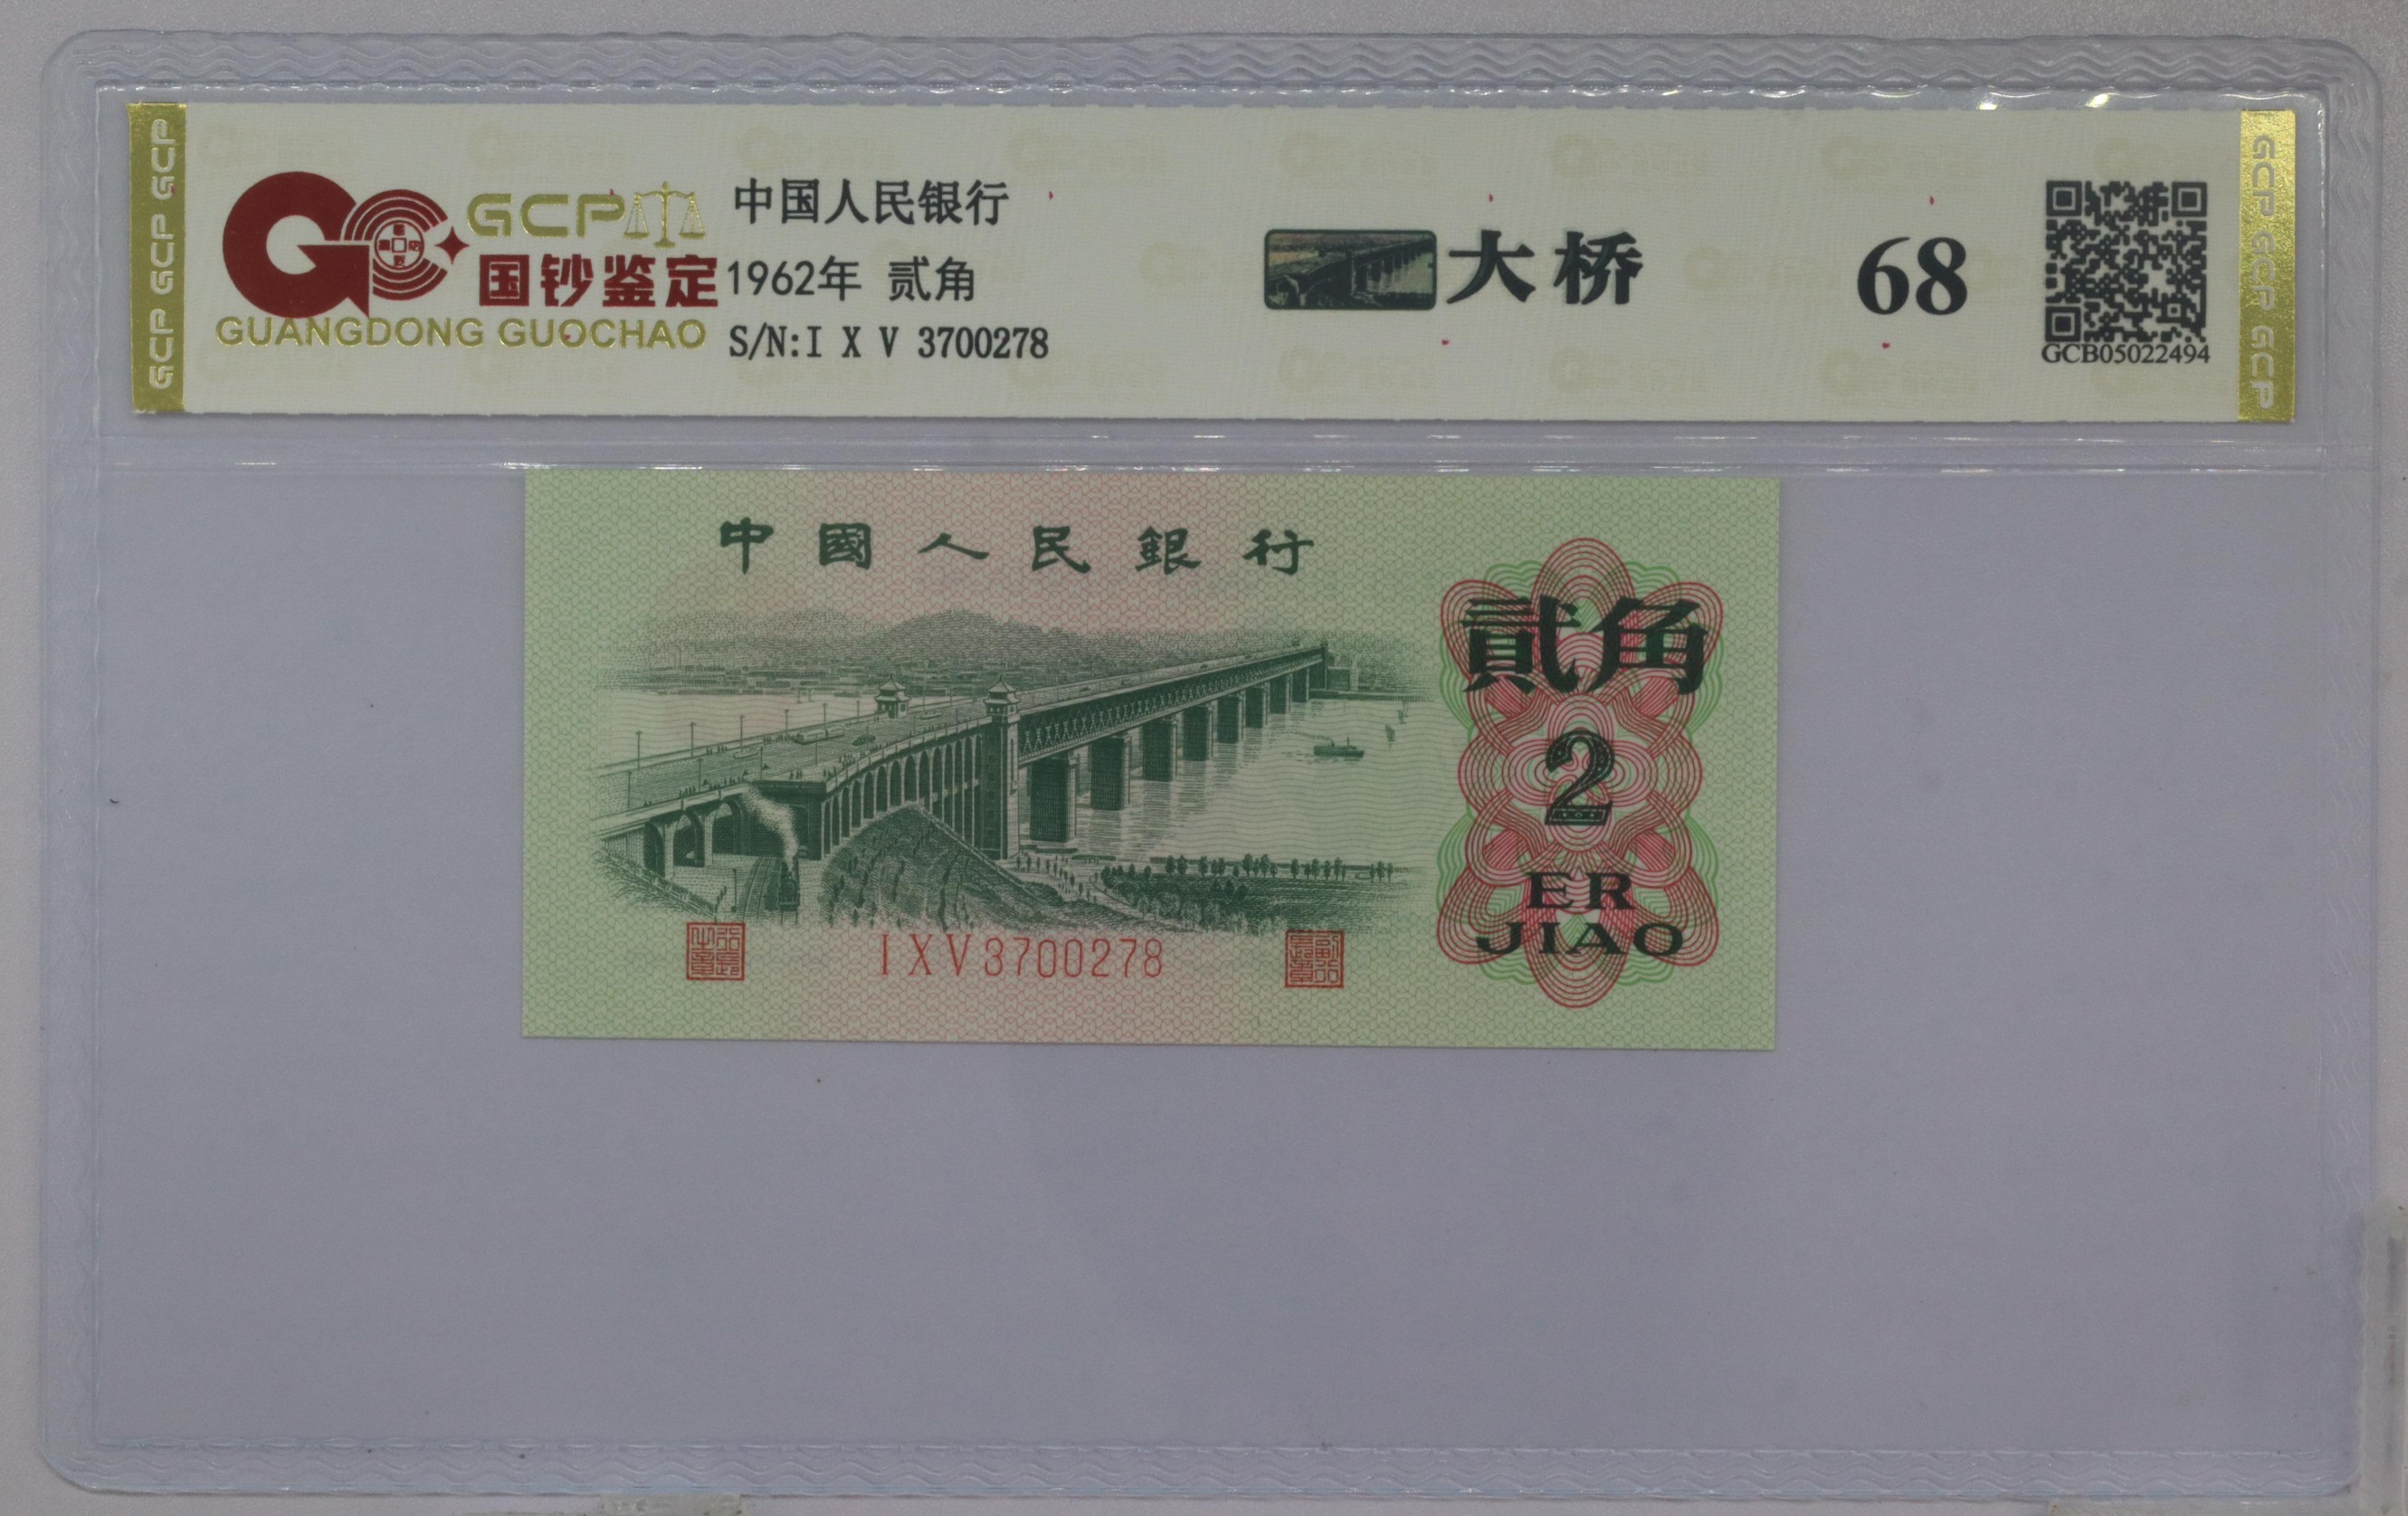 GCP GCP GCP
GCP
国钞鉴定
GUANGDONG GUOCHAO
中国人民银行
1962年 贰角
S/N:I X V 3700278
大桥
68
GCB05022494
GCP GCP GCP
中國人民銀行
貳角
2
ER
JIAO
I X V 3700278